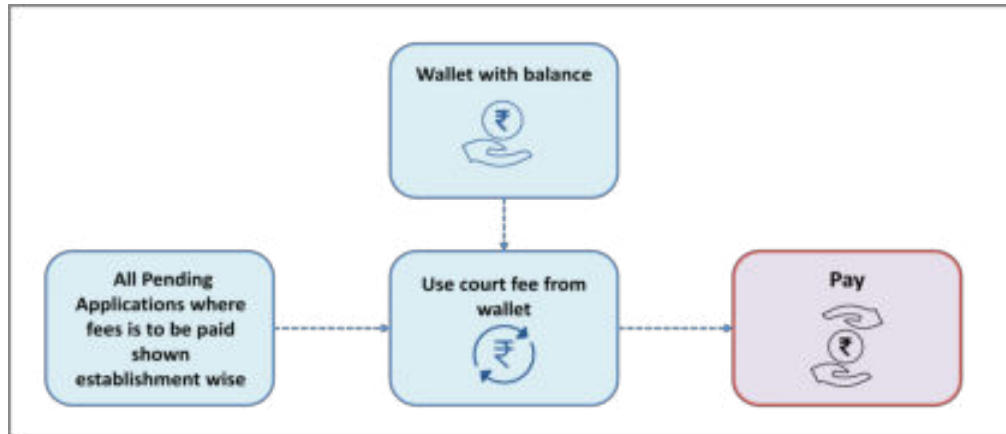 Wallet with balance
₹
All Pending
Applications where
fees is to be paid
shown
establishment wise
Use court fee from
wallet
₹
Pay
₹